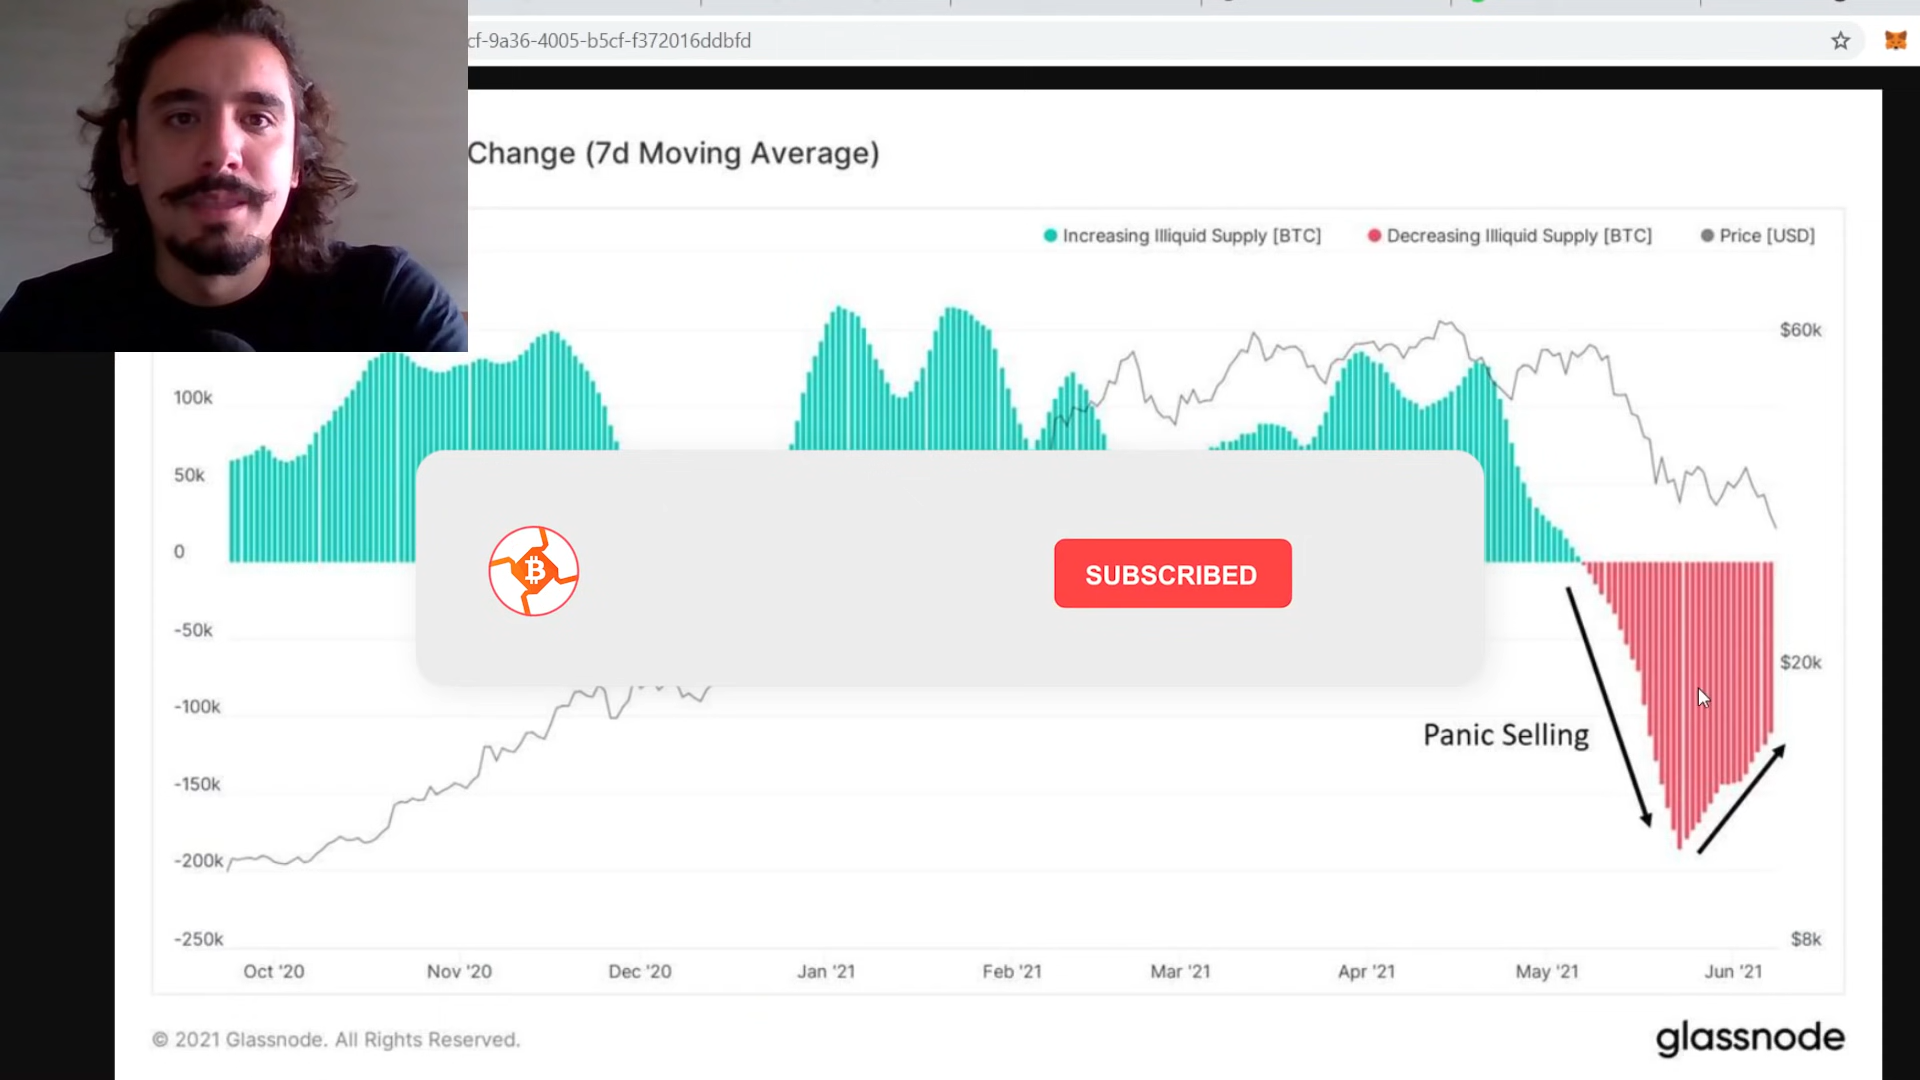 cf-9a36-4005-b5cf-f372016ddbfd
Change (7d Moving Average)
Increasing Illiquid Supply [BTC] Decreasing Illiquid Supply [BTC] Price [USD]
$60k
100k
50k
0
SUBSCRIBED
-50k
$20k
-100k
Panic Selling
-150k
-200k
-250k
$8k
Oct '20 Nov '20 Dec '20 Jan '21 Feb '21 Mar '21 Apr '21 May '21 Jun '21
© 2021 Glassnode. All Rights Reserved.
glassnode